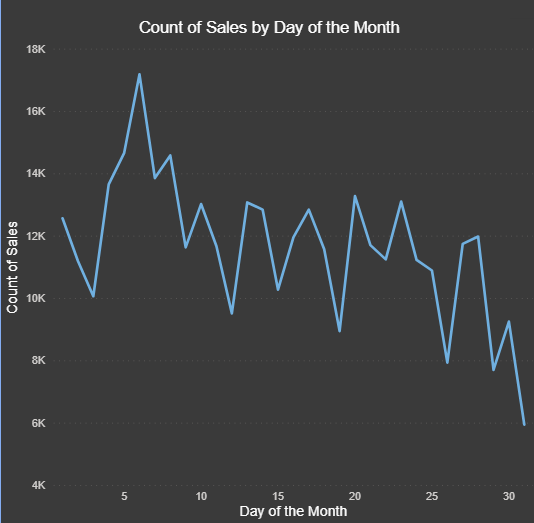 Count of Sales by Day of the Month
18K
16K
14K
12K
10K
8K
6K
4K
Count of Sales
5 10 15 20 25 30
Day of the Month